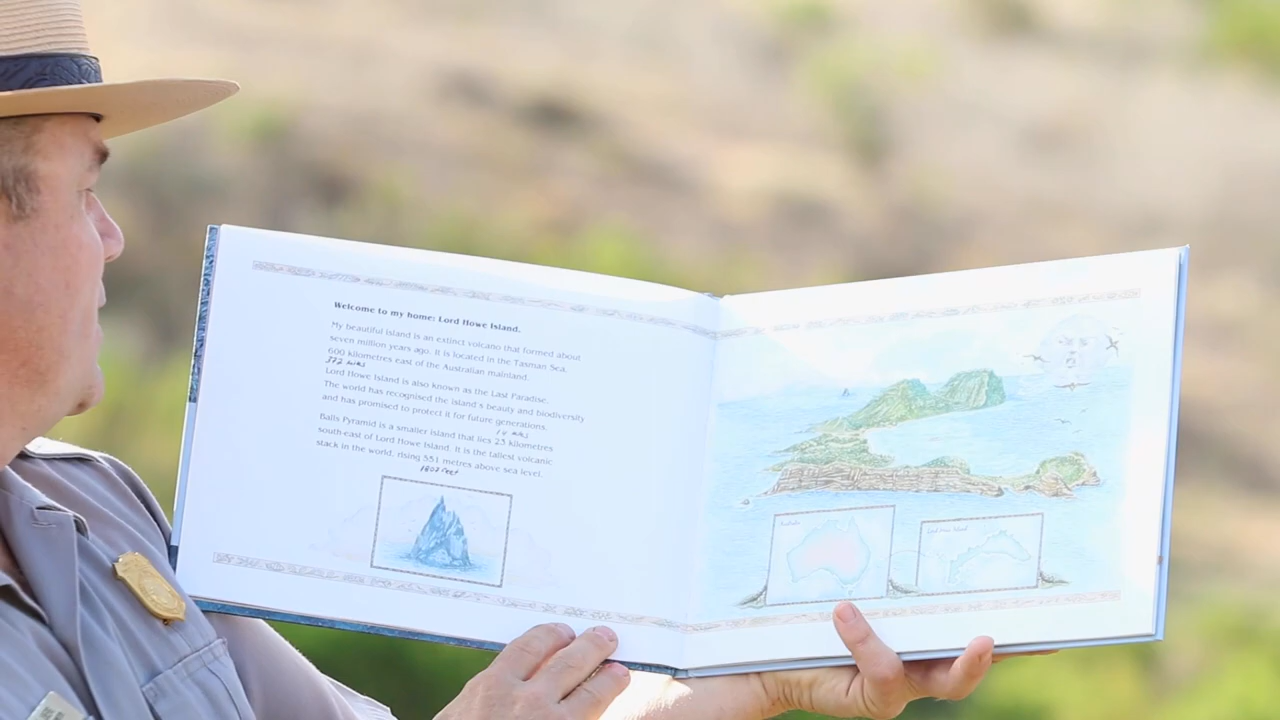 Welcome to my home: Lord Howe Island.
My beautiful island is an extinct volcano that formed about
seven million years ago. It is located in the Tasman Sea,
600 kilometres east of the Australian mainland.
372 miles
Lord Howe Island is also known as the Last Paradise.
The world has recognised the island's beauty and biodiversity
and has promised to protect it for future generations.
Balls Pyramid is a smaller island that lies 23 kilometres
south-east of Lord Howe Island. It is the tallest volcanic
stack in the world, rising 551 metres above sea level.
1807 feet
Australia
Lord Howe Island